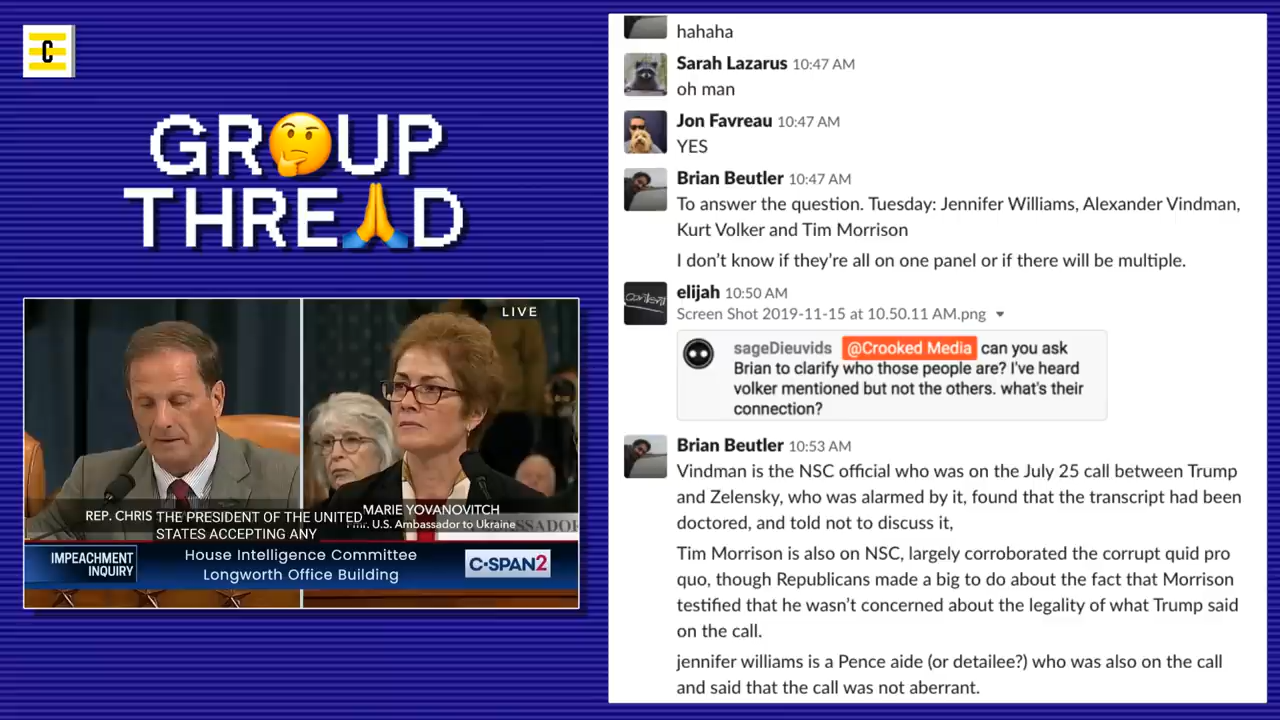 C
GR🤔UP
THRE🙏D
LIVE
REP. CHRIS
THE PRESIDENT OF THE UNITED
STATES ACCEPTING ANY
MARIE YOVANOVITCH
U.S. Ambassador to Ukraine
IMPEACHMENT
INQUIRY
House Intelligence Committee
Longworth Office Building
C-SPAN2
hahaha
Sarah Lazarus 10:47 AM
oh man
Jon Favreau 10:47 AM
YES
Brian Beutler 10:47 AM
To answer the question. Tuesday: Jennifer Williams, Alexander Vindman,
Kurt Volker and Tim Morrison
I don’t know if they’re all on one panel or if there will be multiple.
elijah 10:50 AM
Screen Shot 2019-11-15 at 10.50.11 AM.png
sageDieuvids @Crooked Media can you ask
Brian to clarify who those people are? I've heard
volker mentioned but not the others. what's their
connection?
Brian Beutler 10:53 AM
Vindman is the NSC official who was on the July 25 call between Trump
and Zelensky, who was alarmed by it, found that the transcript had been
doctored, and told not to discuss it,
Tim Morrison is also on NSC, largely corroborated the corrupt quid pro
quo, though Republicans made a big to do about the fact that Morrison
testified that he wasn’t concerned about the legality of what Trump said
on the call.
jennifer williams is a Pence aide (or detailee?) who was also on the call
and said that the call was not aberrant.